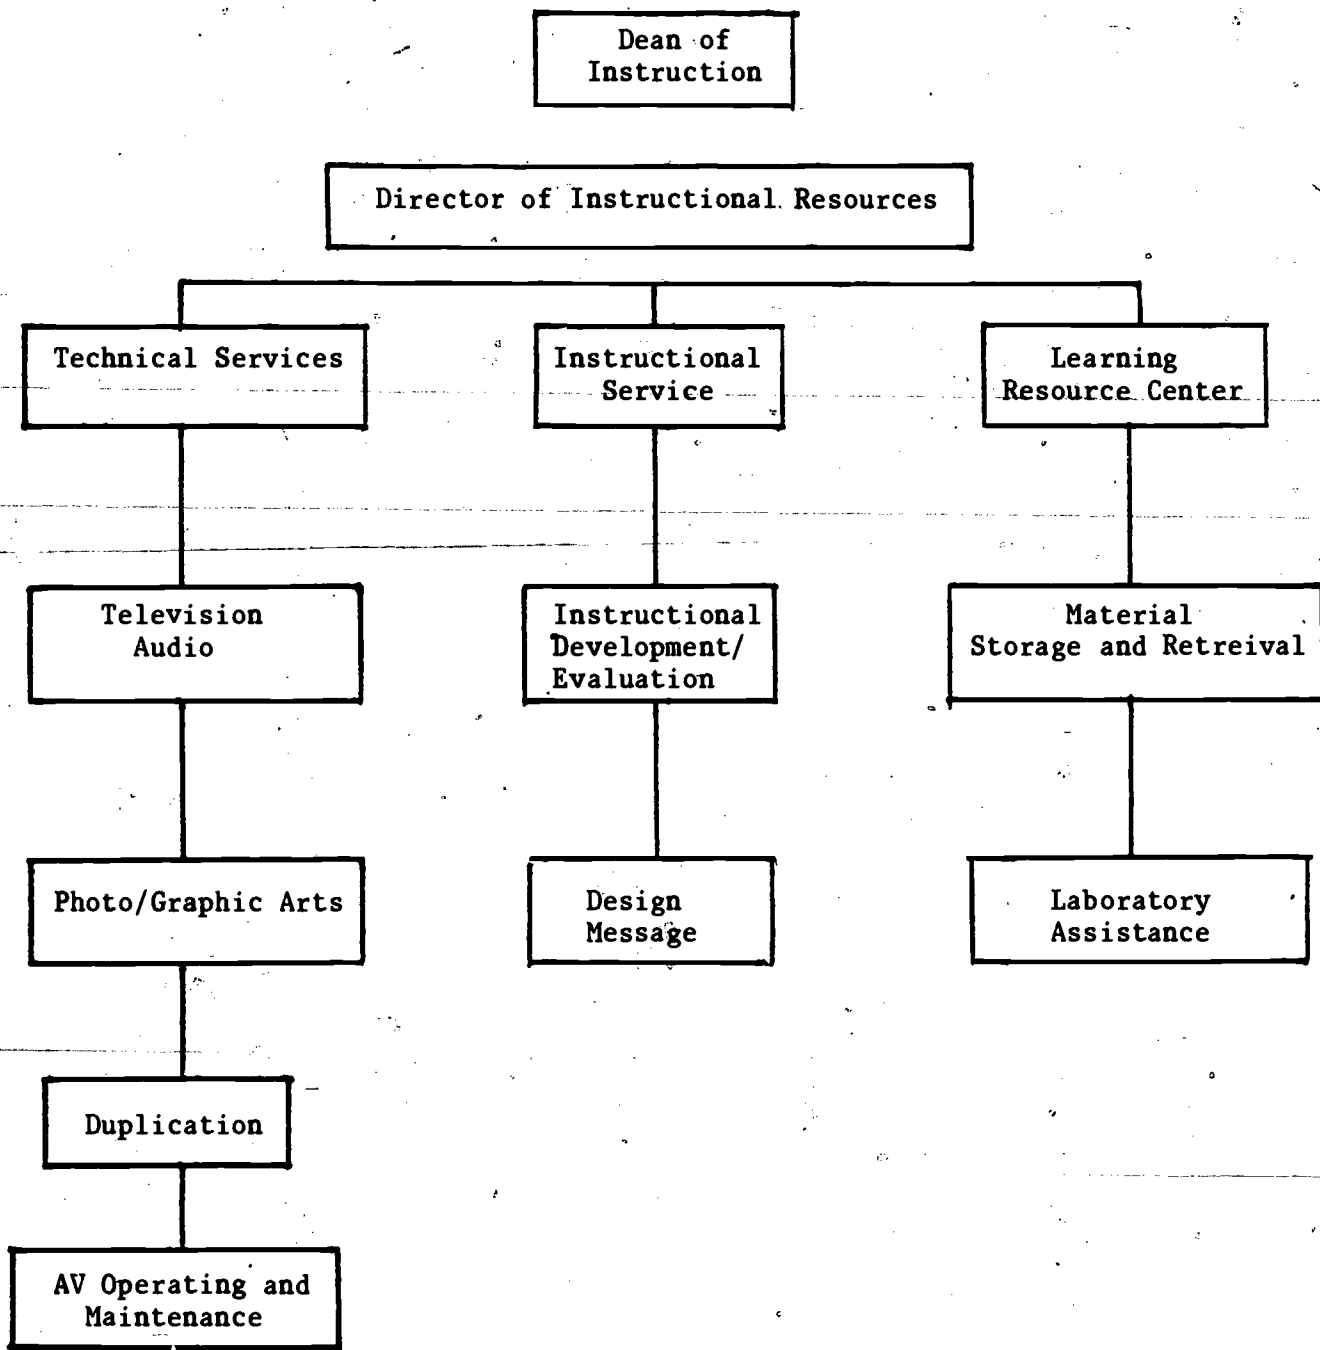 Dean of
Instruction
Director of Instructional Resources
Technical Services
Instructional
Service
Learning
Resource Center
Television
Audio
Instructional
Development/
Evaluation
Material
Storage and Retreival
Photo/Graphic Arts
Design
Message
Laboratory
Assistance
Duplication
AV Operating and
Maintenance